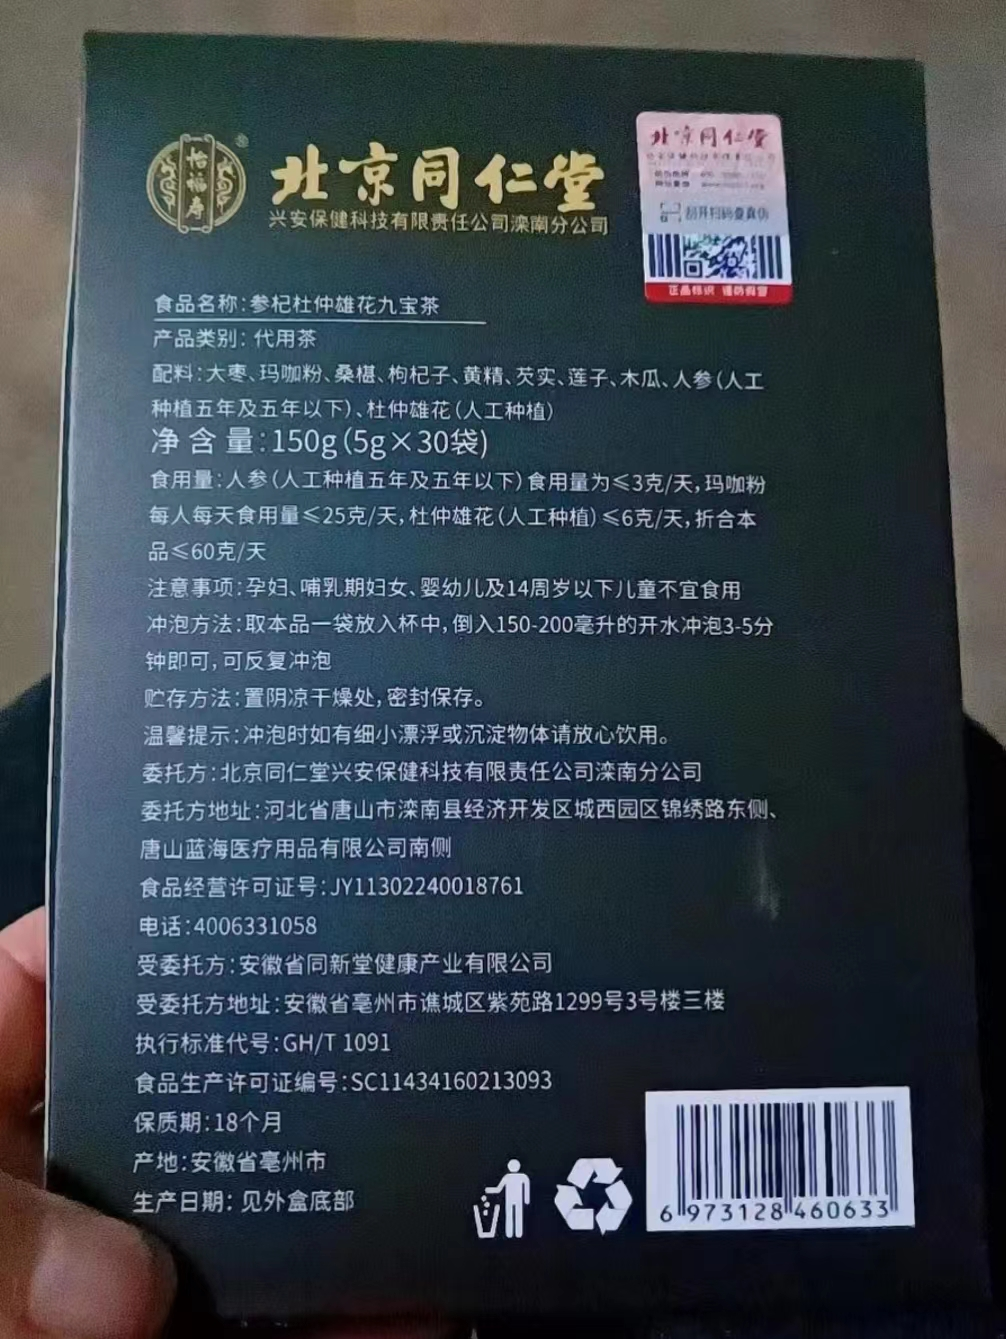 怡福寿
®
北京同仁堂
兴安保健科技有限责任公司滦南分公司
北京同仁堂
刮开扫码查真伪
正品标识 谨防假冒
食品名称:参杞杜仲雄花九宝茶
产品类别: 代用茶
配料:大枣、玛咖粉、桑椹、枸杞子、黄精、芡实、莲子、木瓜、人参(人工
种植五年及五年以下)、杜仲雄花(人工种植)
净 含 量:150g(5g×30袋)
食用量:人参(人工种植五年及五年以下)食用量为≤3克/天,玛咖粉
每人每天食用量≤25克/天,杜仲雄花(人工种植)≤6克/天,折合本
品≤60克/天
注意事项:孕妇、哺乳期妇女、婴幼儿及14周岁以下儿童不宜食用
冲泡方法:取本品一袋放入杯中,倒入150-200毫升的开水冲泡3-5分
钟即可,可反复冲泡
贮存方法:置阴凉干燥处,密封保存。
温馨提示:冲泡时如有细小漂浮或沉淀物体请放心饮用。
委托方:北京同仁堂兴安保健科技有限责任公司滦南分公司
委托方地址:河北省唐山市滦南县经济开发区城西园区锦绣路东侧、
唐山蓝海医疗用品有限公司南侧
食品经营许可证号:JY11302240018761
电话:4006331058
受委托方:安徽省同新堂健康产业有限公司
受委托方地址:安徽省亳州市谯城区紫苑路1299号3号楼三楼
执行标准代号:GH/T 1091
食品生产许可证编号:SC11434160213093
保质期:18个月
产地:安徽省亳州市
生产日期: 见外盒底部
6 973128 460633